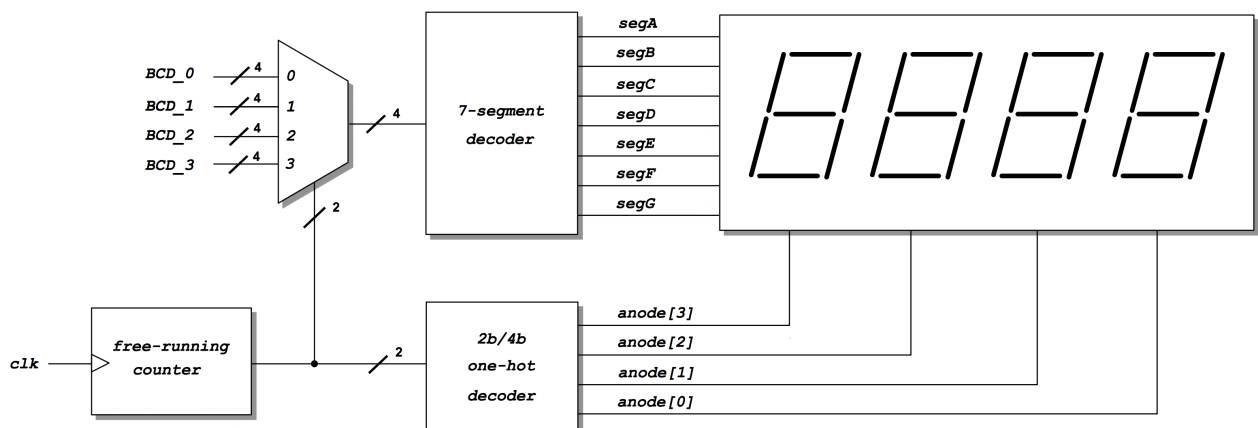 segA
segB
segC
segD
segE
segF
segG
BCD_0
4
0
BCD_1
4
1
BCD_2
4
2
BCD_3
4
3
4
7-segment
decoder
2
clk
free-running
counter
2
2b/4b
one-hot
decoder
anode[3]
anode[2]
anode[1]
anode[0]